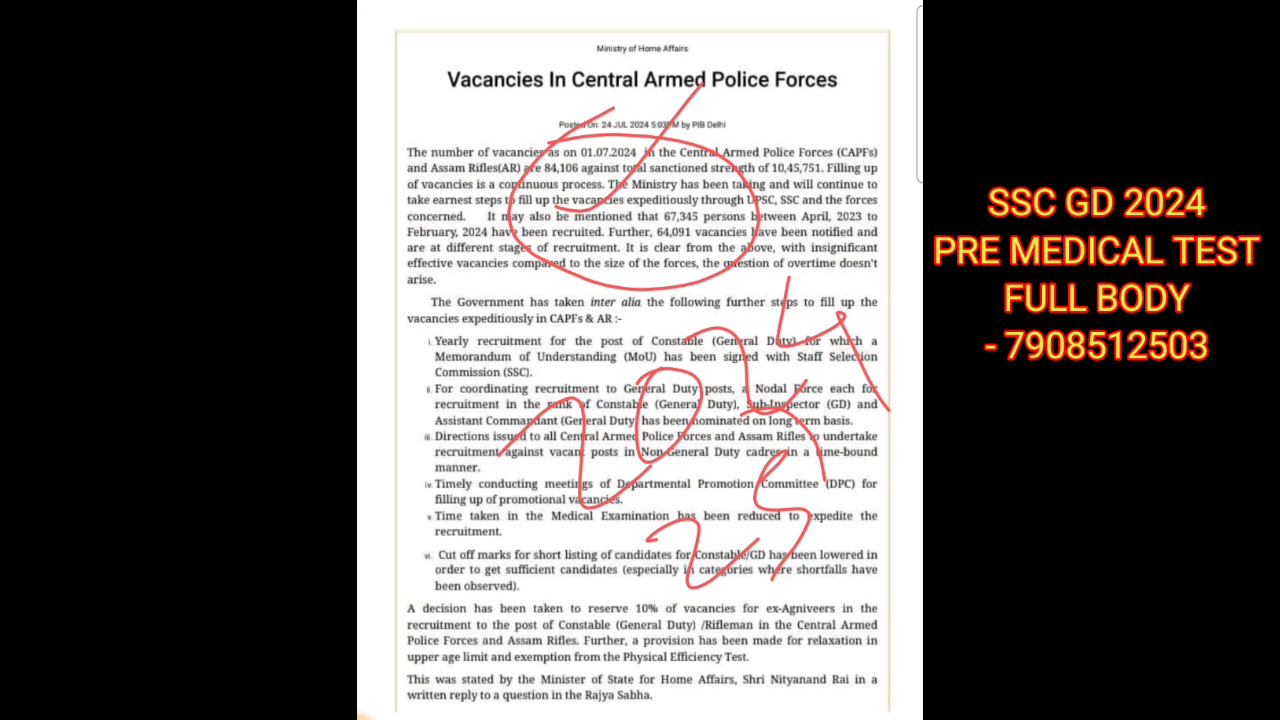 Ministry of Home Affairs
Vacancies In Central Armed Police Forces
Posted On: 24 JUL 2024 5:03PM by PIB Delhi
The number of vacancies as on 01.07.2024 in the Central Armed Police Forces (CAPFs)
and Assam Rifles(AR) are 84,106 against total sanctioned strength of 10,45,751. Filling up
of vacancies is a continuous process. The Ministry has been taking and will continue to
take earnest steps to fill up the vacancies expeditiously through UPSC, SSC and the forces
concerned. It may also be mentioned that 67,345 persons between April, 2023 to
February, 2024 have been recruited. Further, 64,091 vacancies have been notified and
are at different stages of recruitment. It is clear from the above, with insignificant
effective vacancies compared to the size of the forces, the question of overtime doesn't
arise.
The Government has taken inter alia the following further steps to fill up the
vacancies expeditiously in CAPFs & AR :-
i. Yearly recruitment for the post of Constable (General Duty) for which a
Memorandum of Understanding (MoU) has been signed with Staff Selection
Commission (SSC).
ii. For coordinating recruitment to General Duty posts, a Nodal Force each for
recruitment in the rank of Constable (General Duty), Sub-Inspector (GD) and
Assistant Commandant (General Duty) has been nominated on long term basis.
iii. Directions issued to all Central Armed Police Forces and Assam Rifles to undertake
recruitment against vacant posts in Non-General Duty cadres in a time-bound
manner.
iv. Timely conducting meetings of Departmental Promotion Committee (DPC) for
filling up of promotional vacancies.
v. Time taken in the Medical Examination has been reduced to expedite the
recruitment.
vi. Cut off marks for short listing of candidates for Constable/GD has been lowered in
order to get sufficient candidates (especially in categories where shortfalls have
been observed).
A decision has been taken to reserve 10% of vacancies for ex-Agniveers in the
recruitment to the post of Constable (General Duty) /Rifleman in the Central Armed
Police Forces and Assam Rifles. Further, a provision has been made for relaxation in
upper age limit and exemption from the Physical Efficiency Test.
This was stated by the Minister of State for Home Affairs, Shri Nityanand Rai in a
written reply to a question in the Rajya Sabha.
2024
25
SSC GD 2024
PRE MEDICAL TEST
FULL BODY
- 7908512503